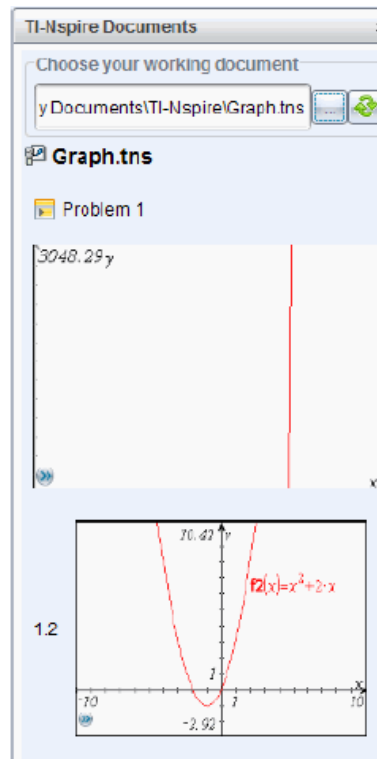 TI-Nspire Documents
Choose your working document
y Documents\TI-Nspire\Graph.tns
...
Graph.tns
Problem 1
3048.29 y
x
1.2
10.42 y
f2(x)=x²+2·x
1
x
-10
1
10
-2.92